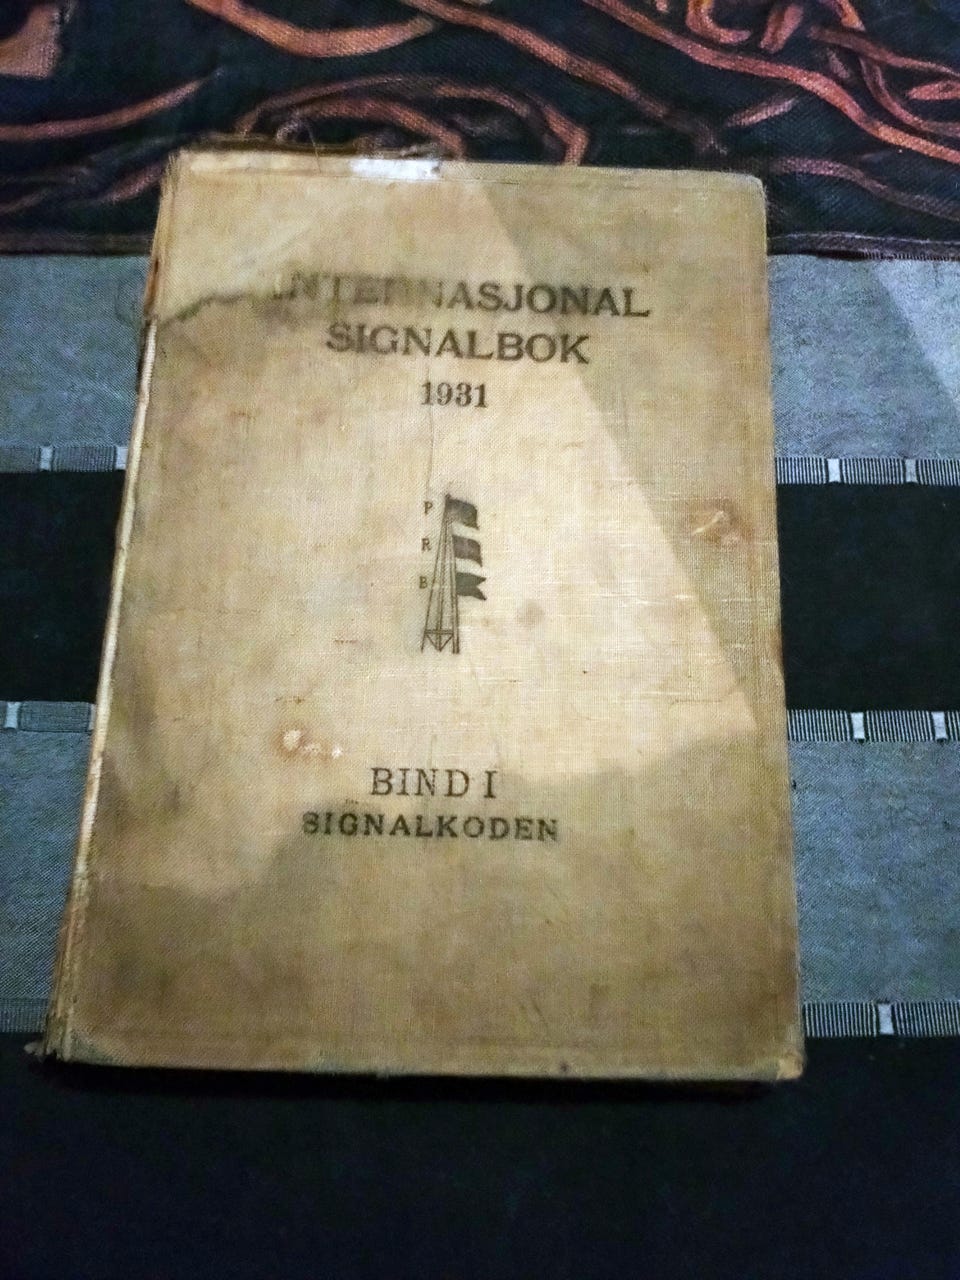 INTERNASJONAL
SIGNALBOK
1931
P
R
B
BIND I
SIGNALKODEN